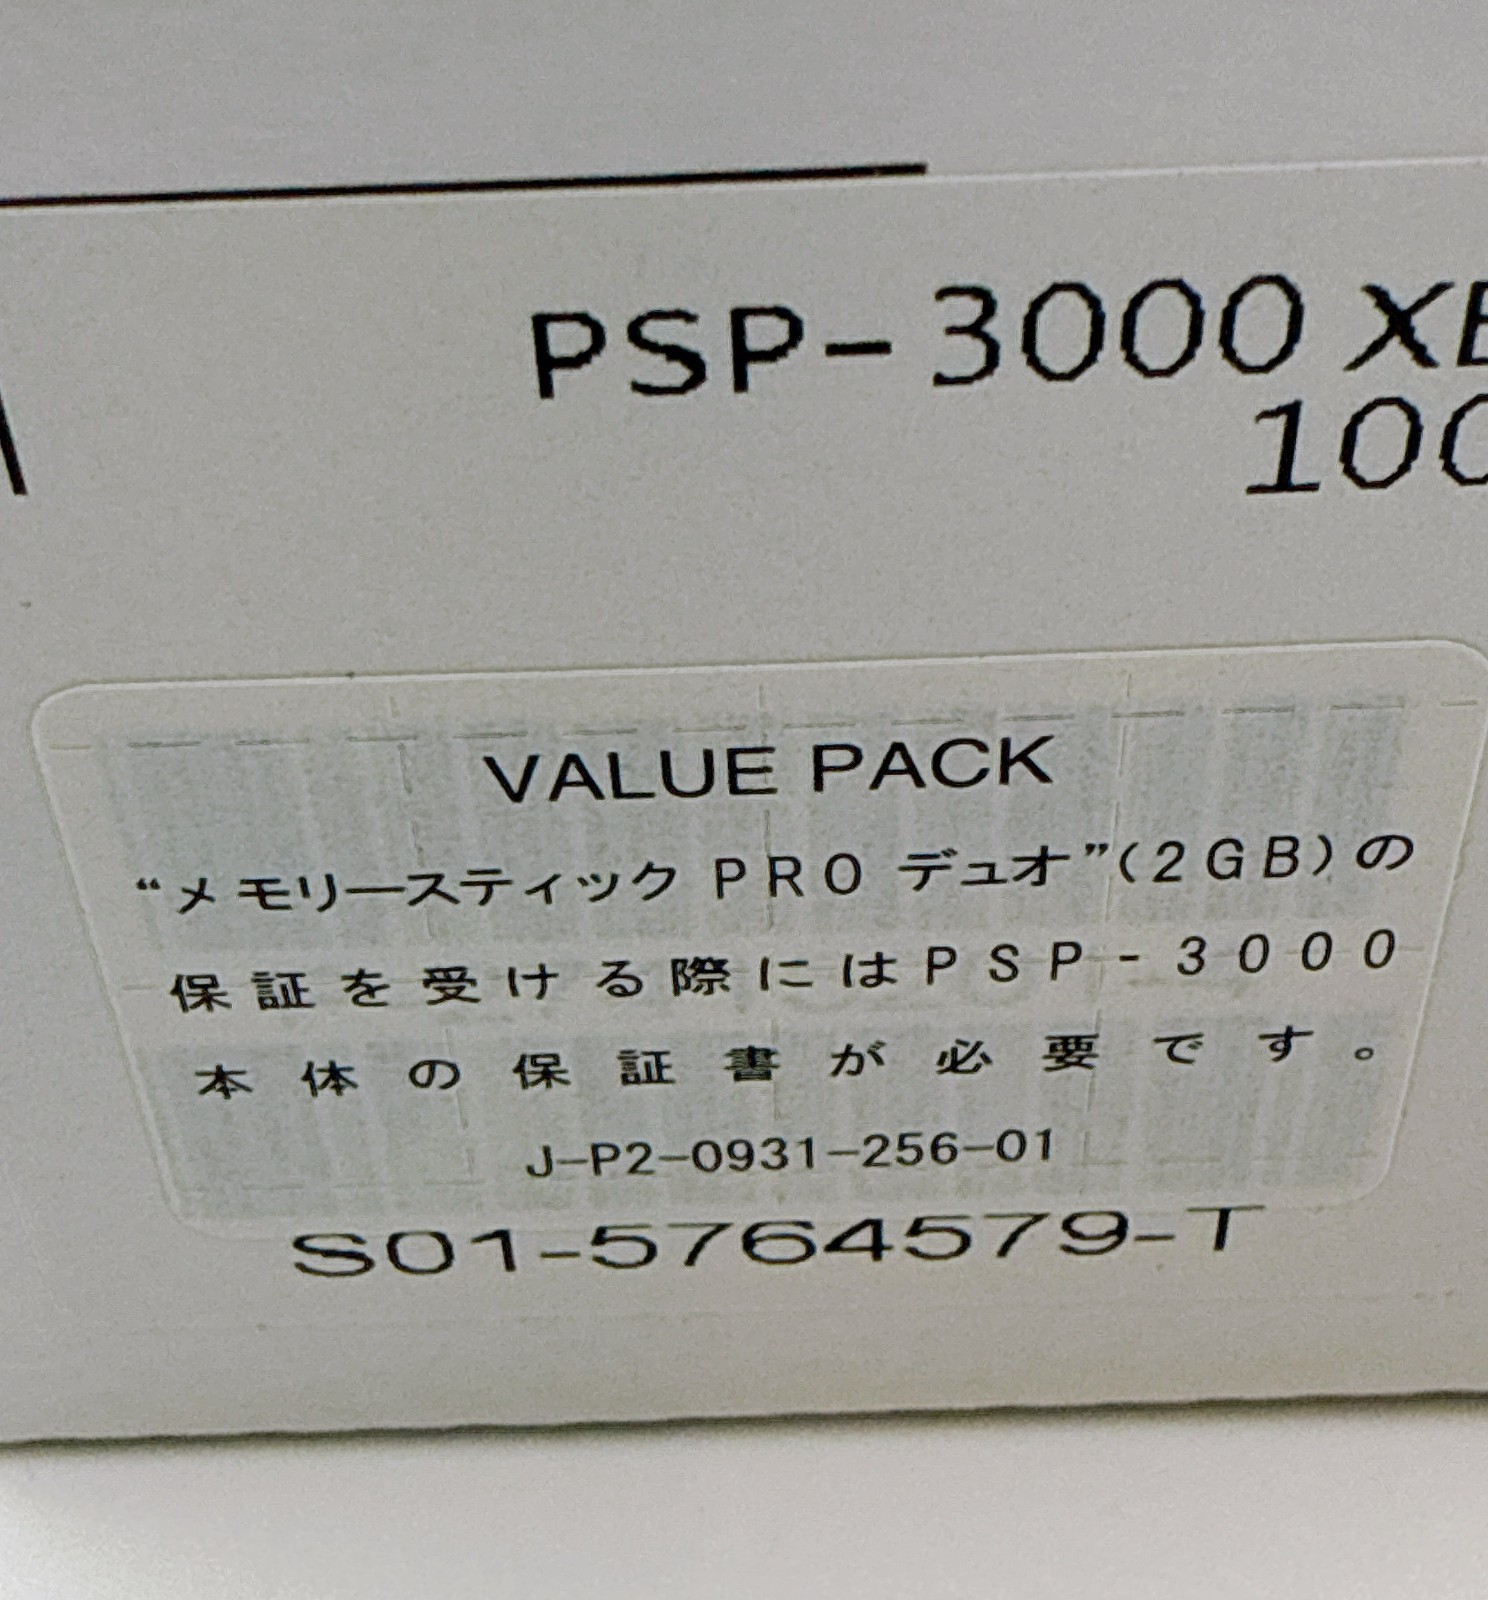 PSP-3000 XB
100
VALUE PACK
“メモリースティック PRO デュオ”(2GB)の
保証を受ける際にはPSP-3000
本体の保証書が必要です。
J-P2-0931-256-01
S01-5764579-T